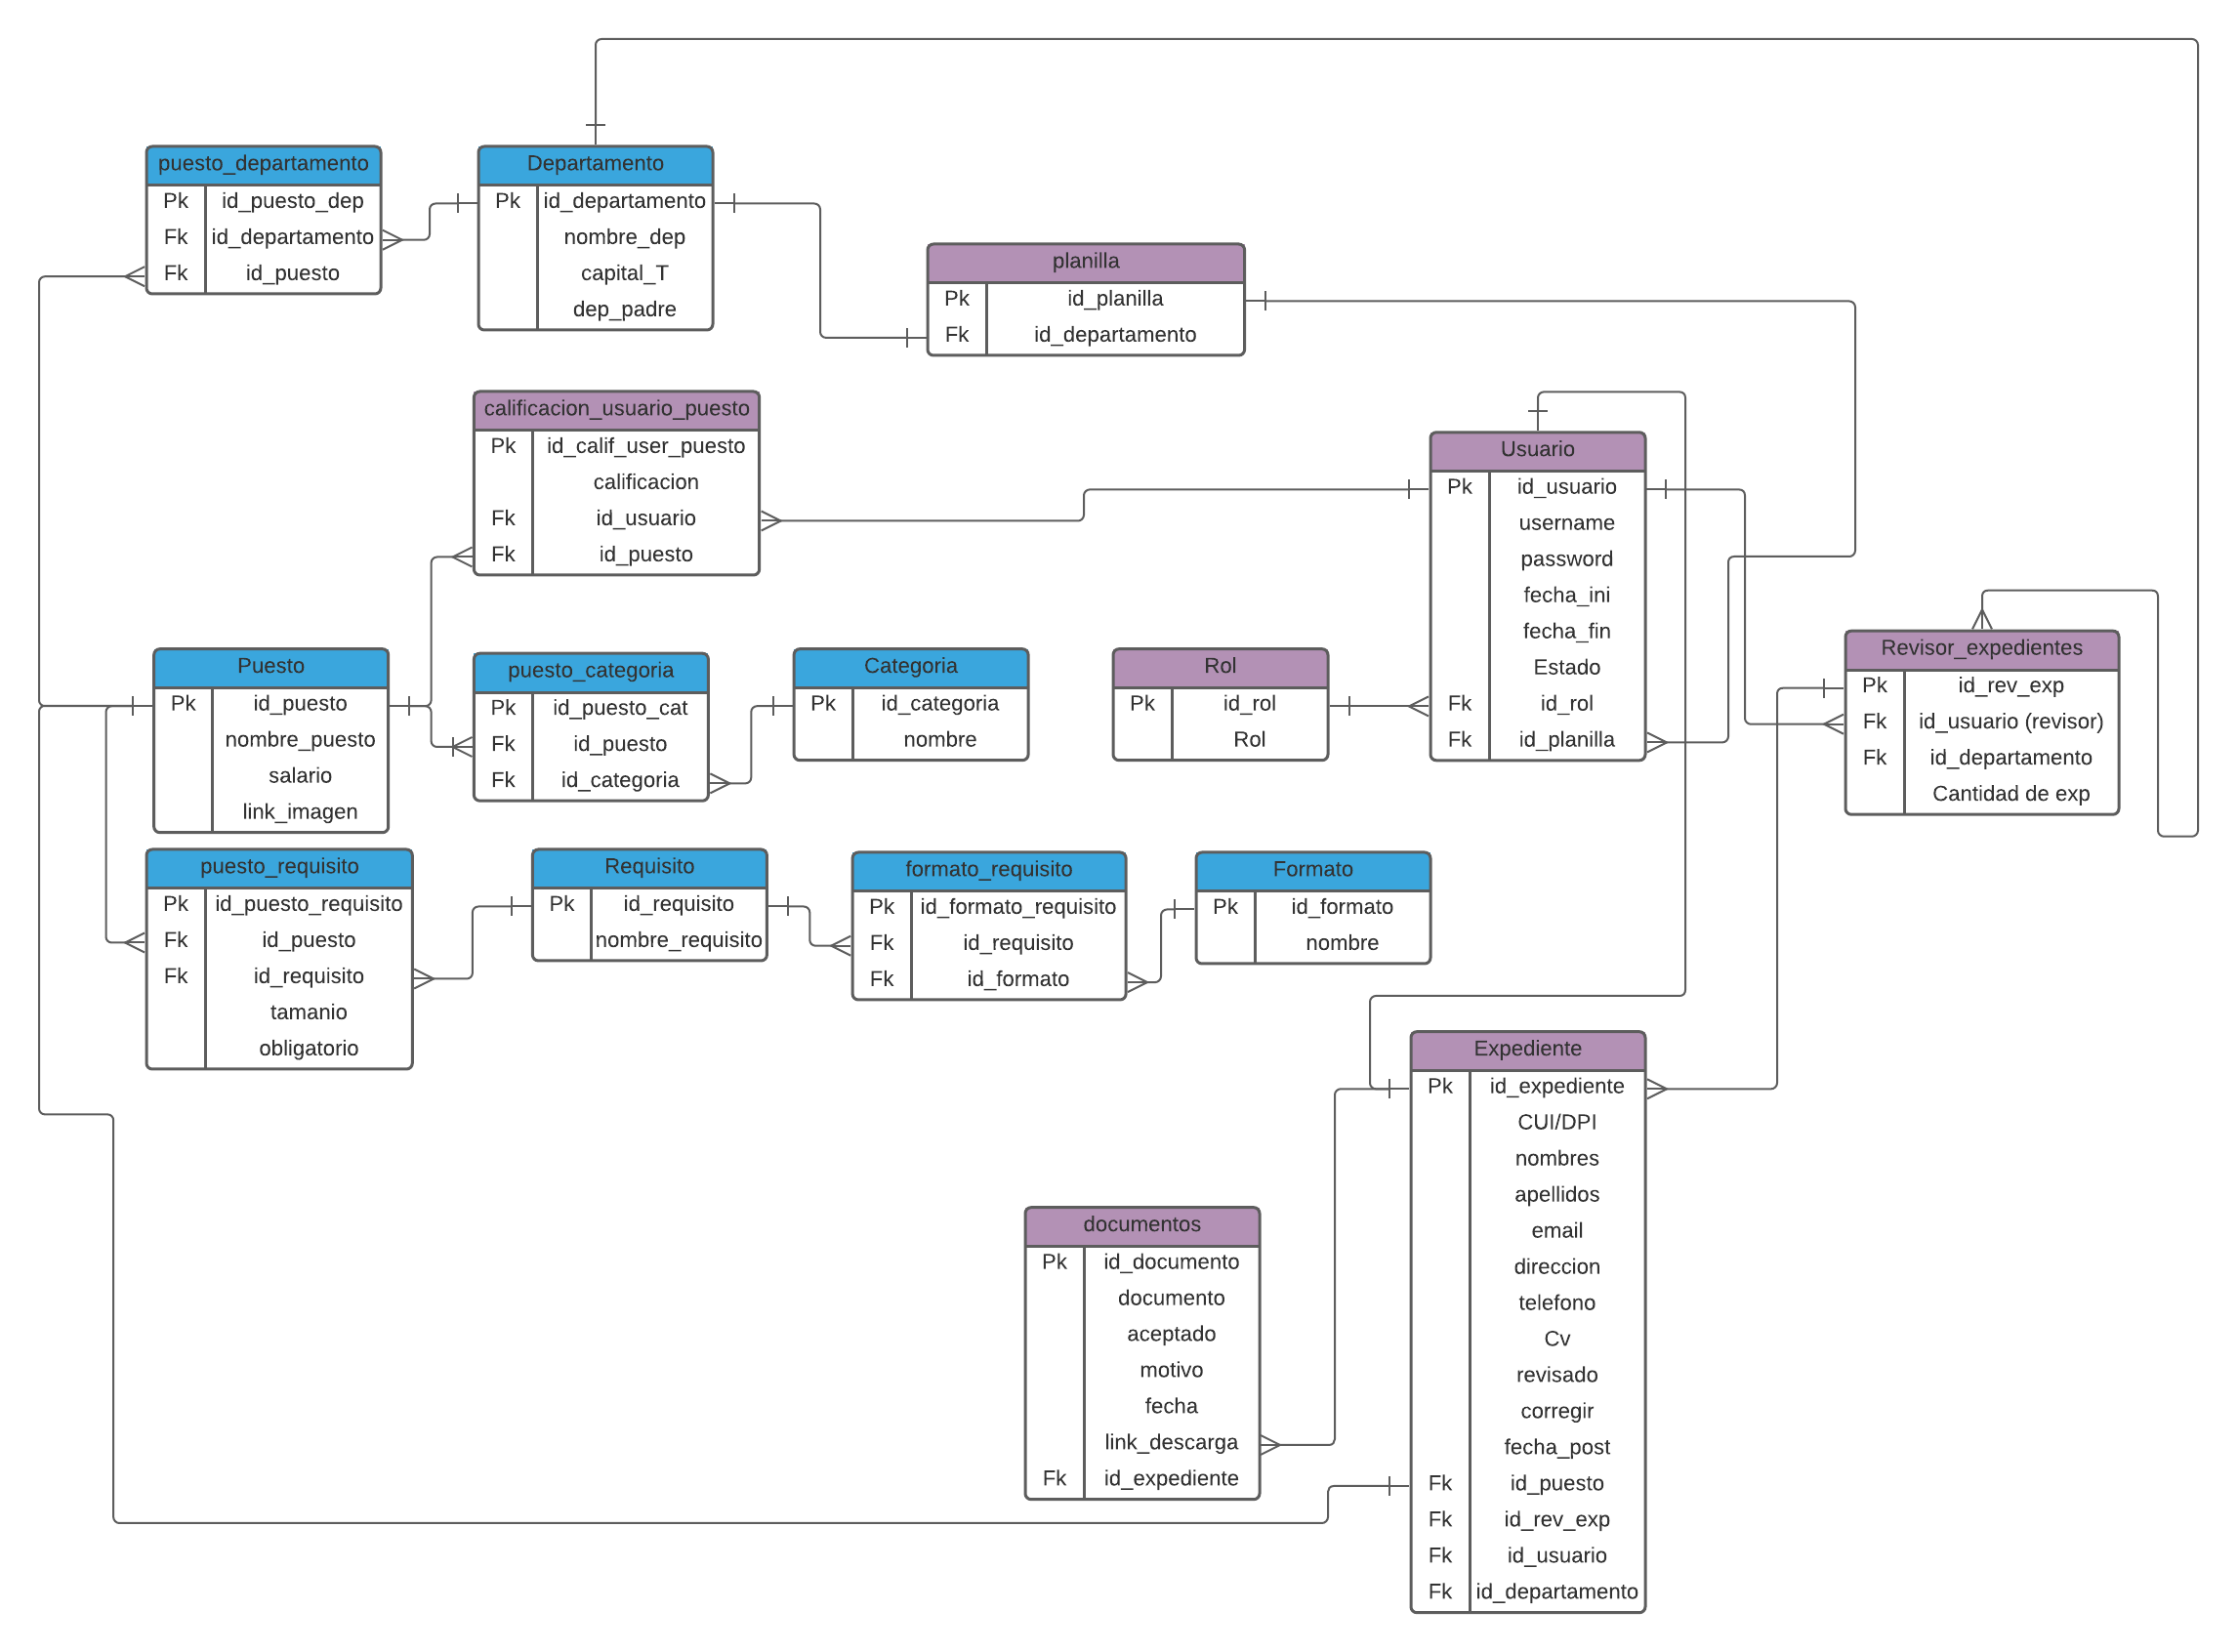 puesto_departamento
Pk id_puesto_dep
Fk id_departamento
Fk id_puesto
Departamento
Pk id_departamento
nombre_dep
capital_T
dep_padre
planilla
Pk id_planilla
Fk id_departamento
calificacion_usuario_puesto
Pk id_calif_user_puesto
calificacion
Fk id_usuario
Fk id_puesto
Usuario
Pk id_usuario
username
password
fecha_ini
fecha_fin
Estado
Fk id_rol
Fk id_planilla
Revisor_expedientes
Pk id_rev_exp
Fk id_usuario (revisor)
Fk id_departamento
Cantidad de exp
Puesto
Pk id_puesto
nombre_puesto
salario
link_imagen
puesto_categoria
Pk id_puesto_cat
Fk id_puesto
Fk id_categoria
Categoria
Pk id_categoria
nombre
Rol
Pk id_rol
Rol
puesto_requisito
Pk id_puesto_requisito
Fk id_puesto
Fk id_requisito
tamanio
obligatorio
Requisito
Pk id_requisito
nombre_requisito
formato_requisito
Pk id_formato_requisito
Fk id_requisito
Fk id_formato
Formato
Pk id_formato
nombre
Expediente
Pk id_expediente
CUI/DPI
nombres
apellidos
email
direccion
telefono
Cv
revisado
corregir
fecha_post
Fk id_puesto
Fk id_rev_exp
Fk id_usuario
Fk id_departamento
documentos
Pk id_documento
documento
aceptado
motivo
fecha
link_descarga
Fk id_expediente